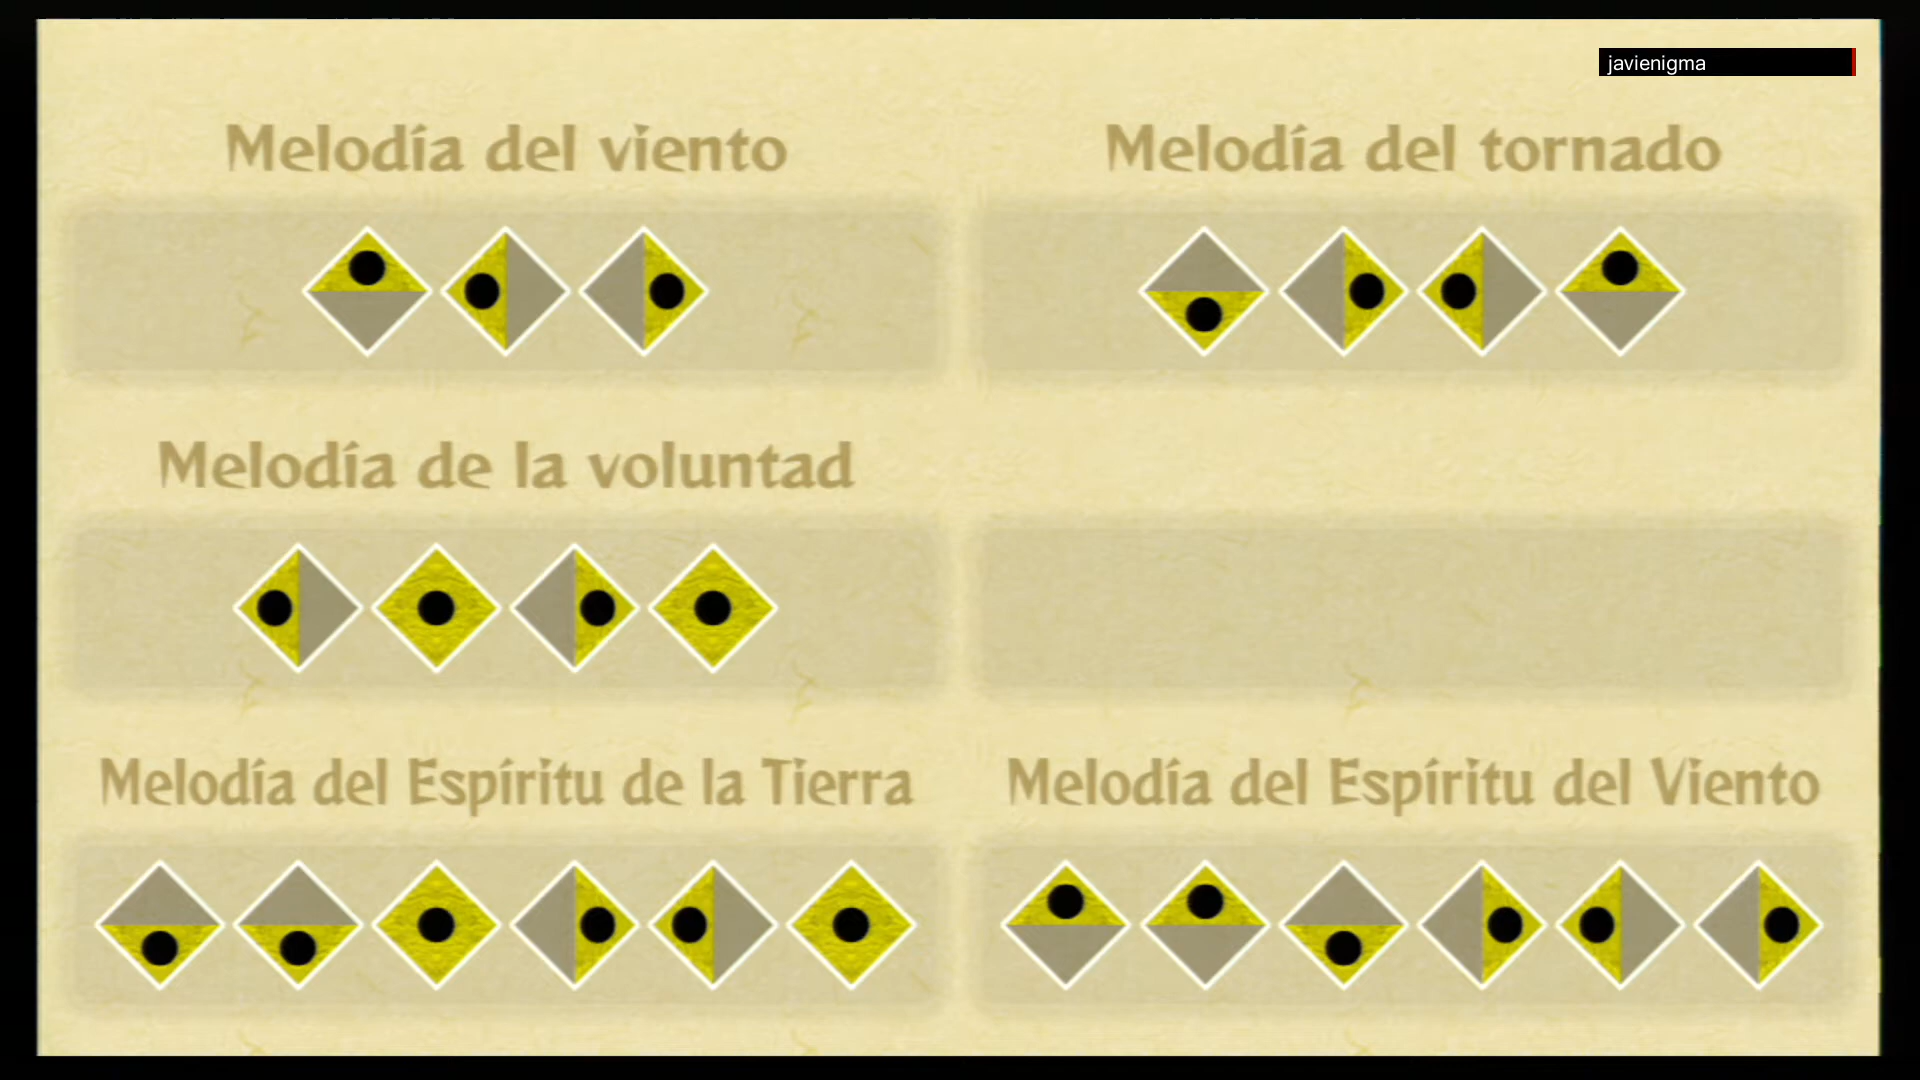 javienigma
Melodía del viento
Melodía del tornado
Melodía de la voluntad
Melodía del Espíritu de la Tierra
Melodía del Espíritu del Viento